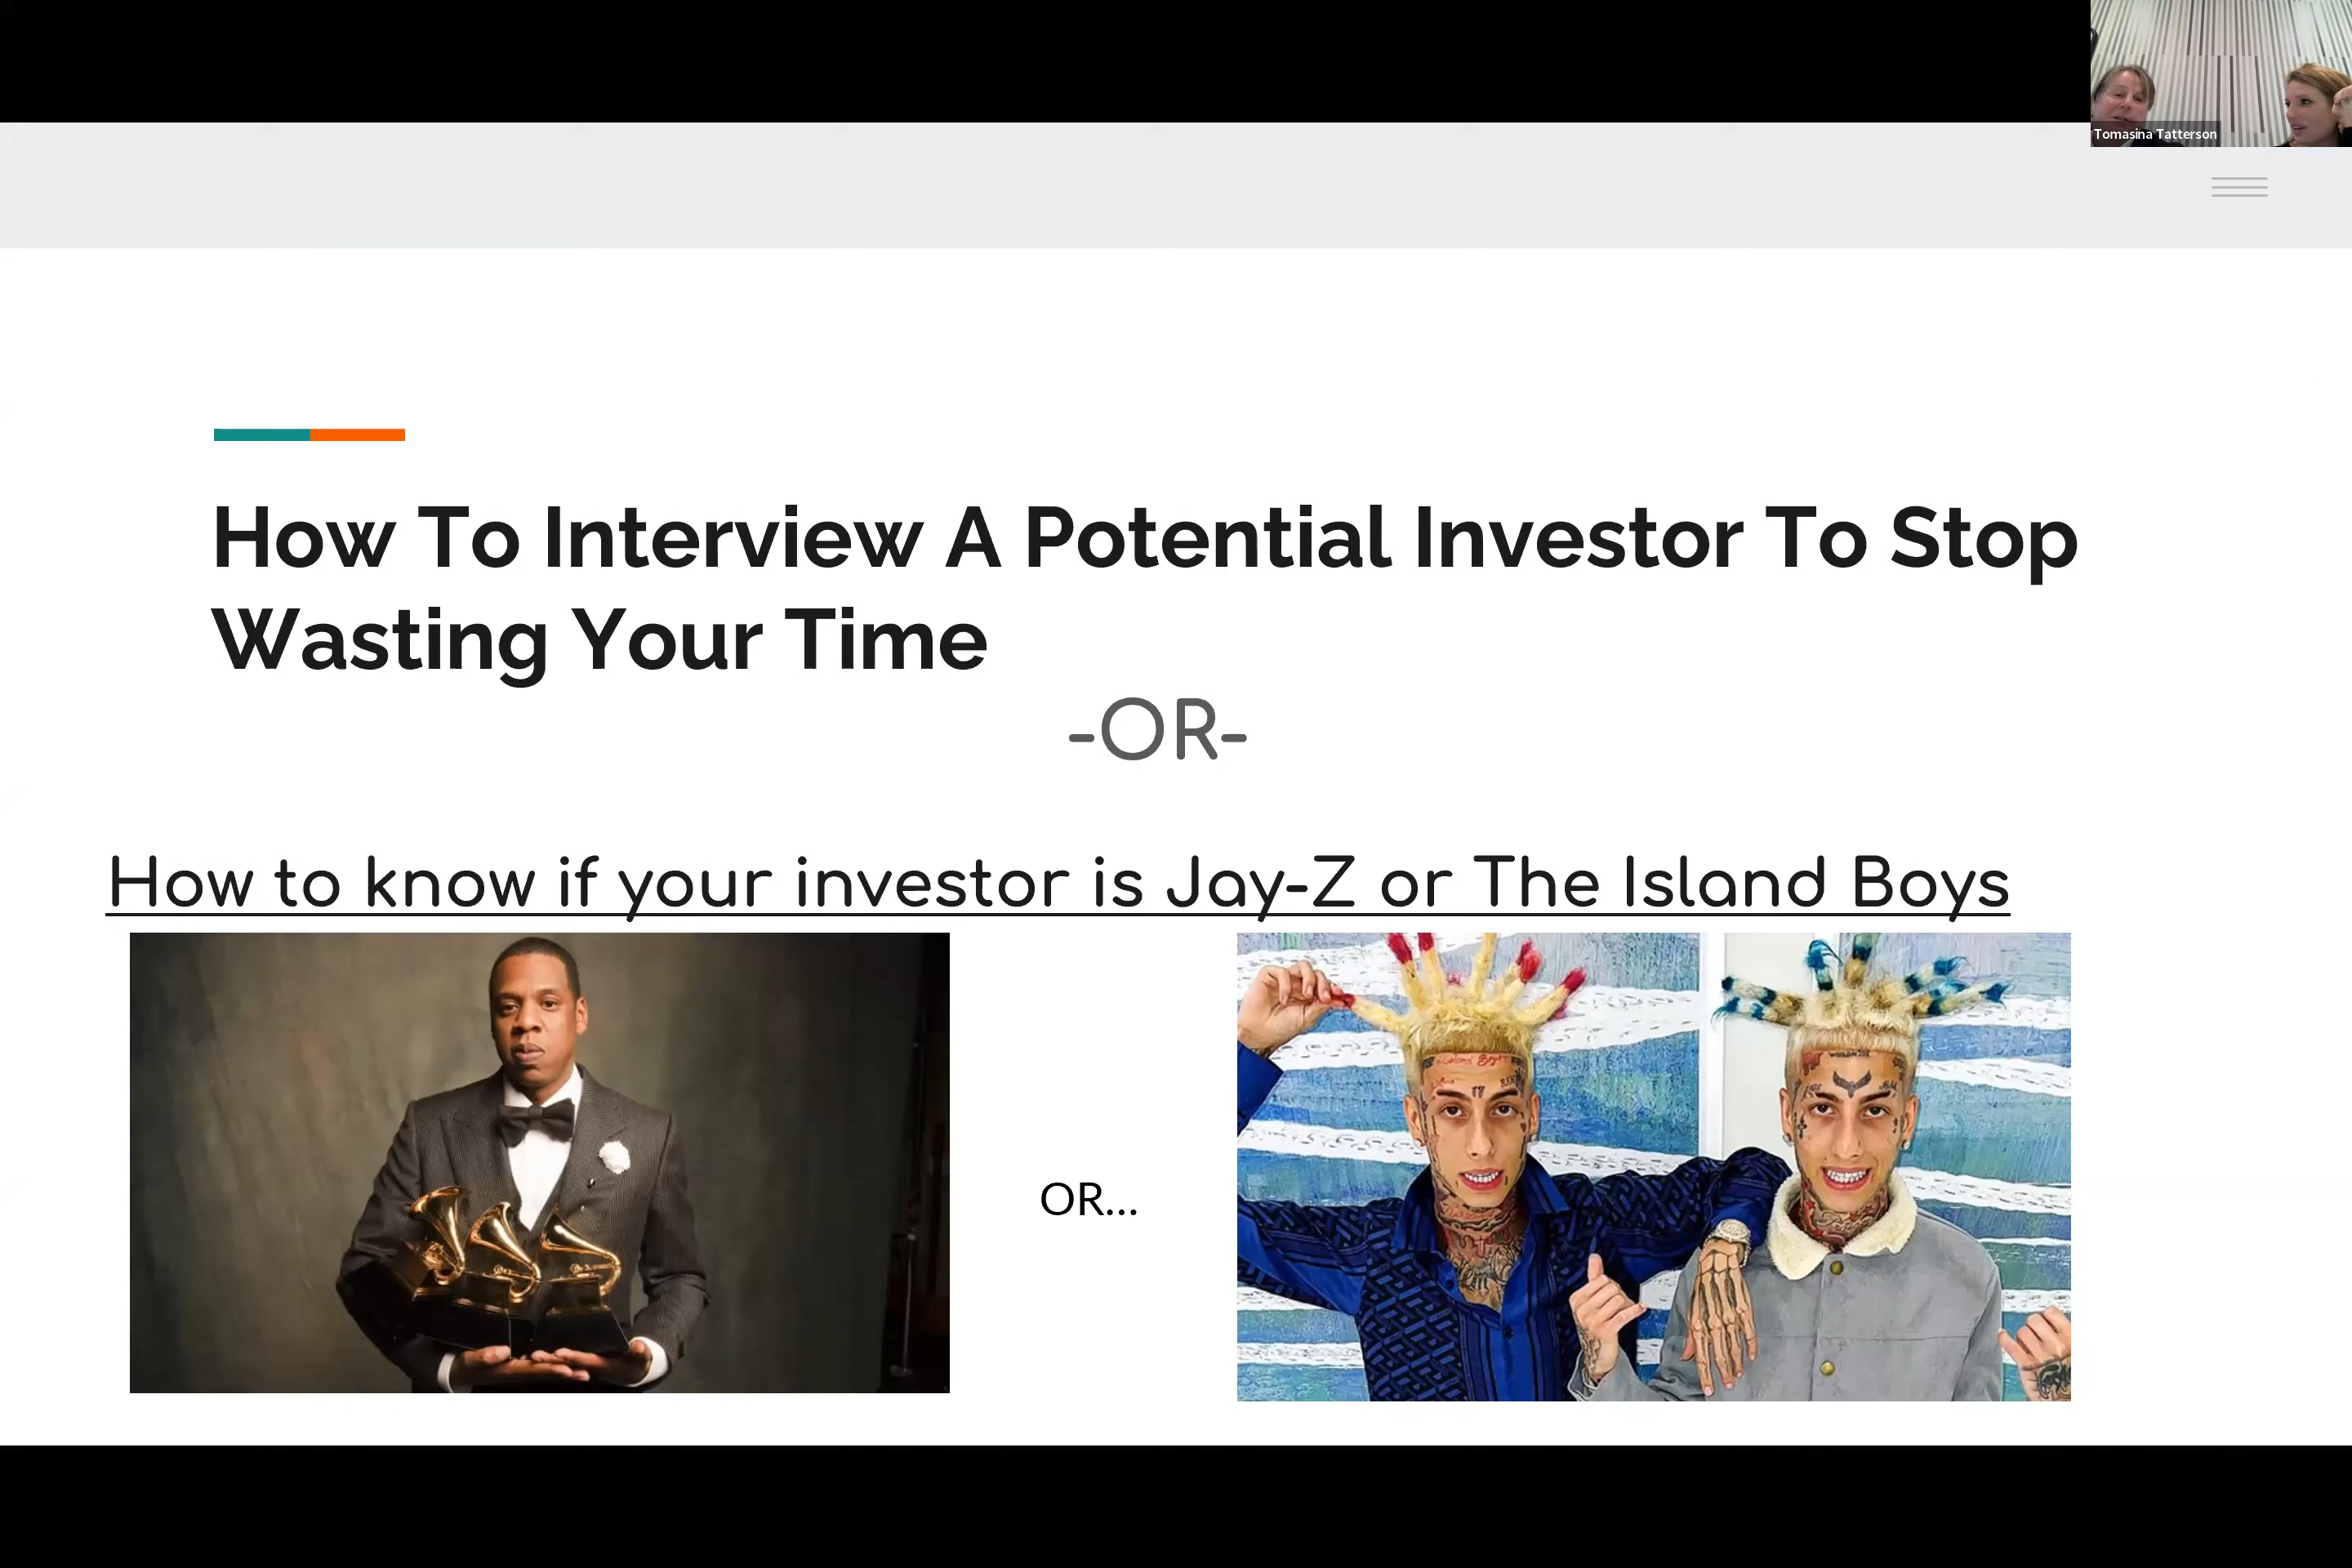 Tomasina Tatterson
How To Interview A Potential Investor To Stop
Wasting Your Time
-OR-
How to know if your investor is Jay-Z or The Island Boys
OR...